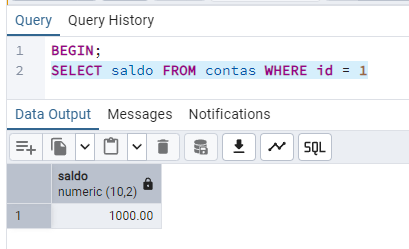 Query Query History
1 BEGIN;
2 SELECT saldo FROM contas WHERE id = 1
Data Output Messages Notifications
SQL
saldo
numeric (10,2)
1 1000.00